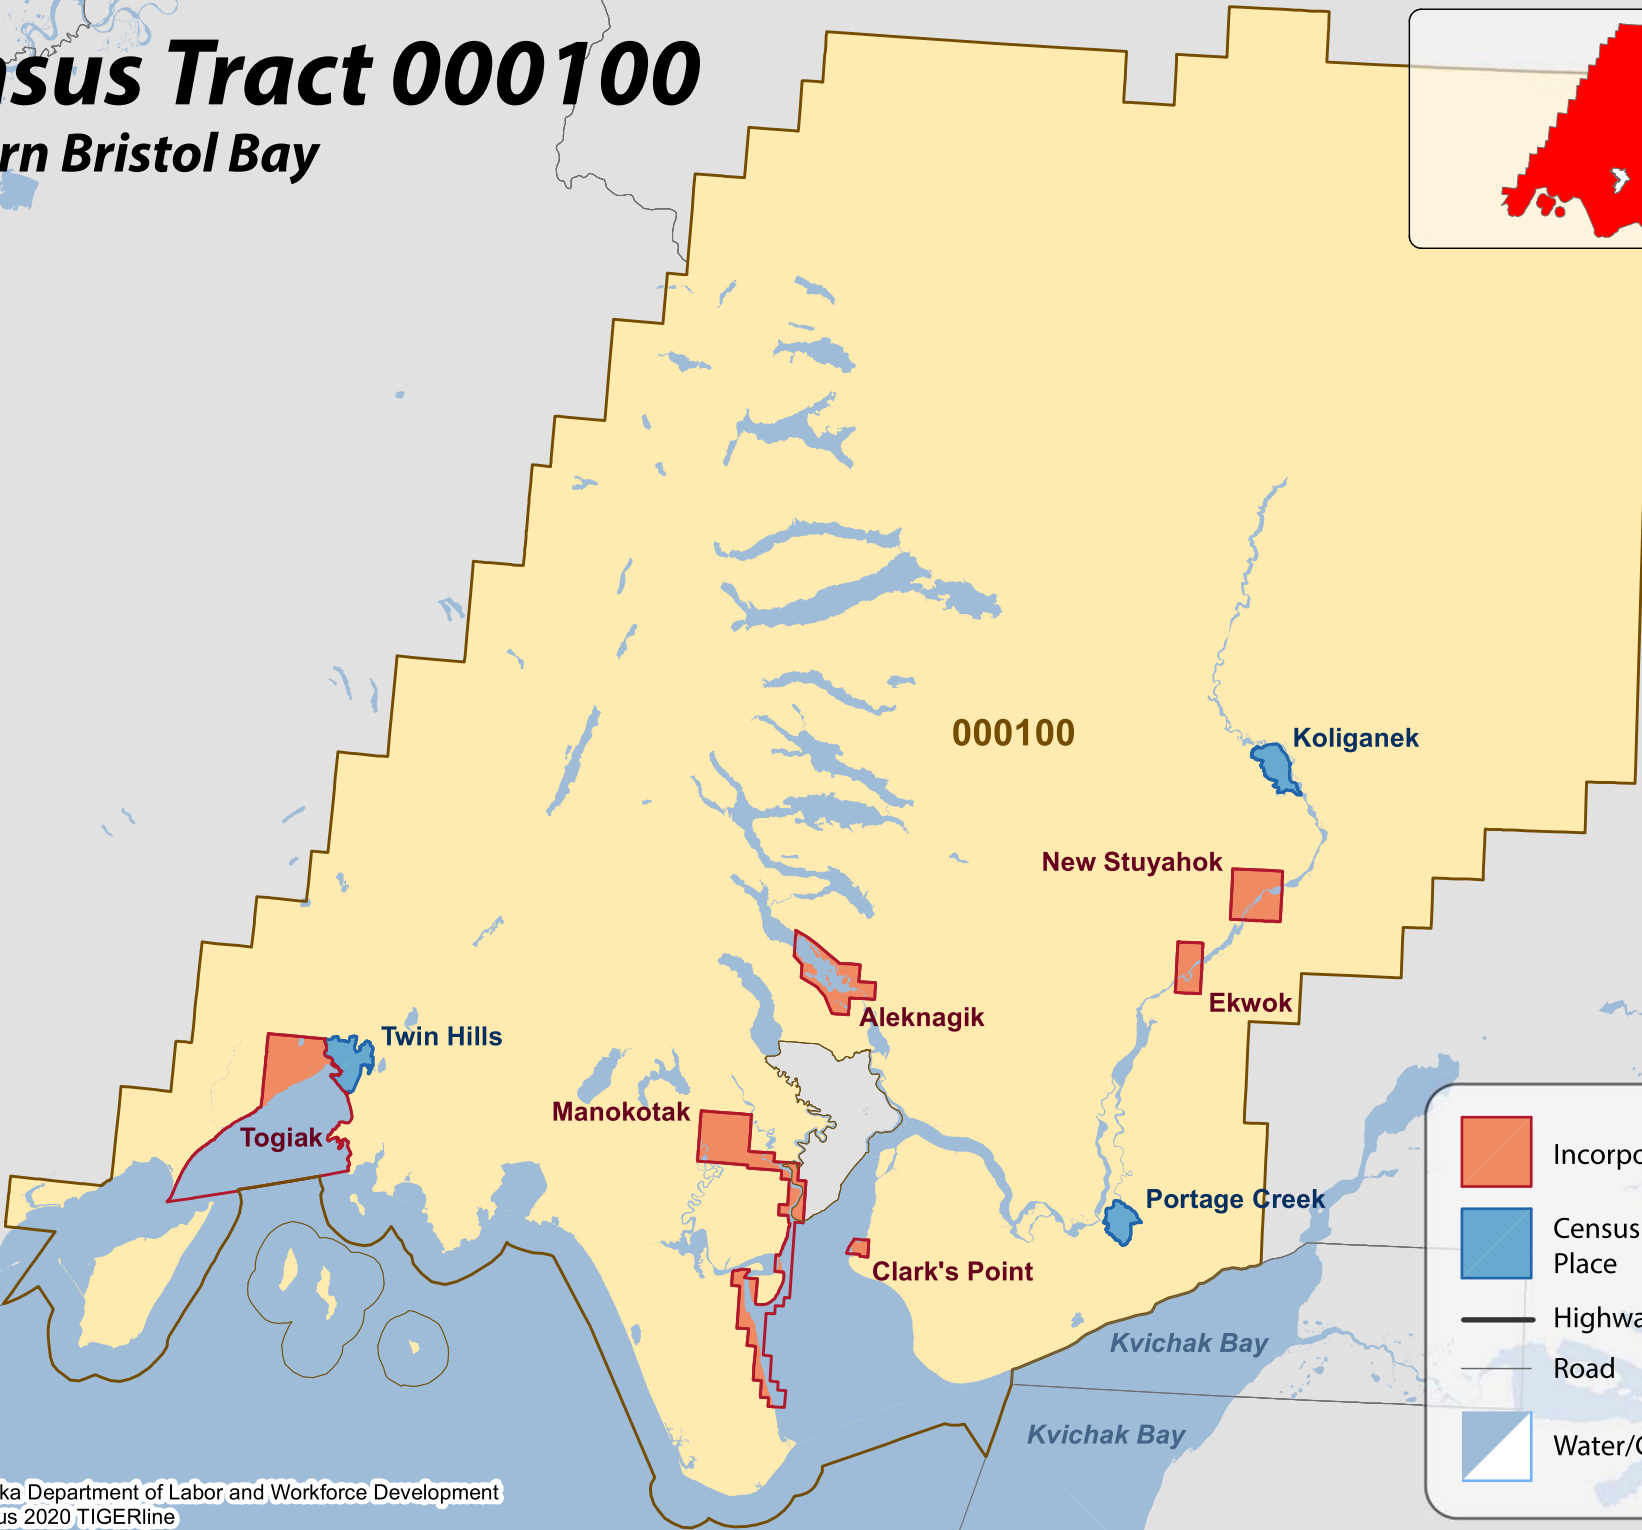 sus Tract 000100
rn Bristol Bay
000100
Koliganek
New Stuyahok
Ekwok
Aleknagik
Twin Hills
Manokotak
Togiak
Portage Creek
Clark's Point
Kvichak Bay
Kvichak Bay
Incorpo
Census
Place
Highwa
Road
Water/
ka Department of Labor and Workforce Development
us 2020 TIGERline